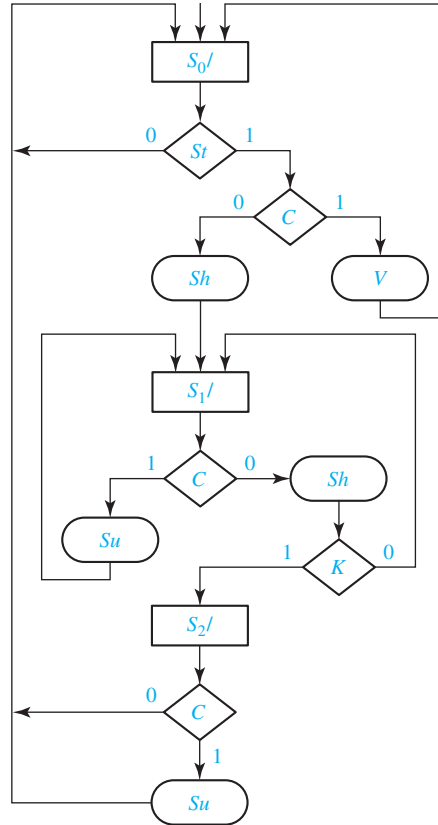 S₀/
0 St 1
0 C 1
Sh V
S₁/
1 C 0 Sh
Su
1 K 0
S₂/
0 C
1
Su